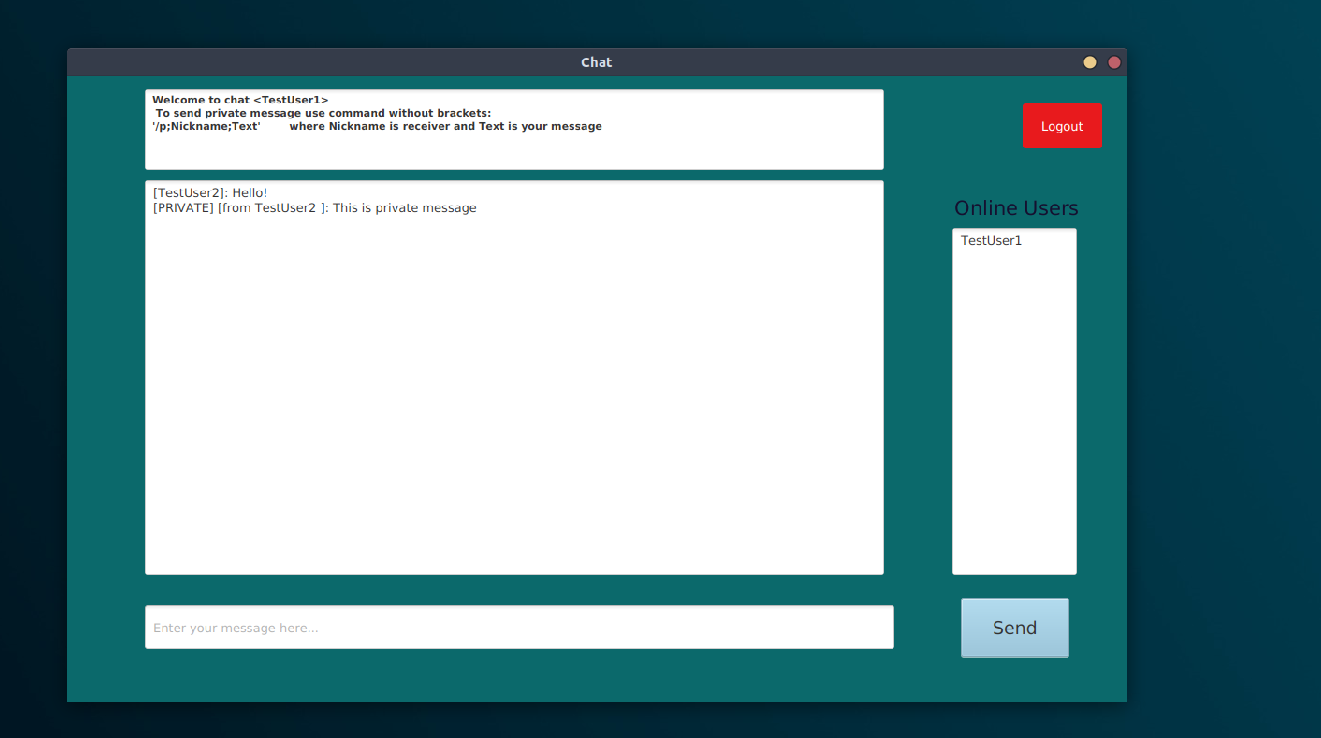 Chat
Welcome to chat <TestUser1>
To send private message use command without brackets:
'/p;Nickname;Text' where Nickname is receiver and Text is your message
Logout
[TestUser2]: Hello!
[PRIVATE] [from TestUser2 ]: This is private message
Online Users
TestUser1
Enter your message here...
Send